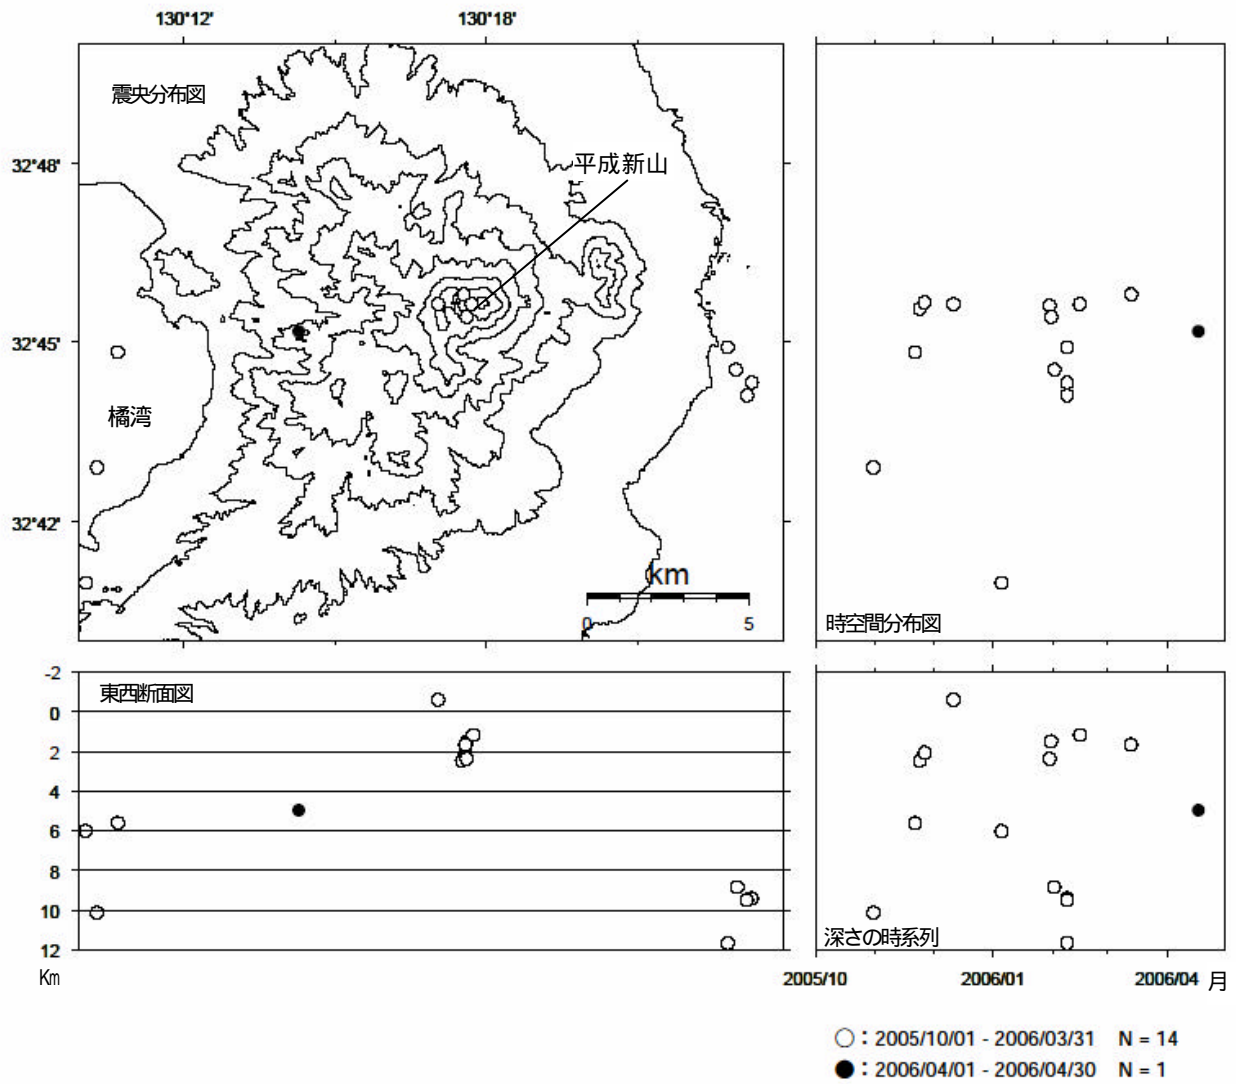 130°12' 130°18'
震央分布図
平成新山
32°48'
32°45'
橘湾
32°42'
km
0 5
時空間分布図
-2
東西断面図
0
2
4
6
8
10
12
Km
深さの時系列
2005/10 2006/01 2006/04 月
○：2005/10/01 - 2006/03/31 N = 14
●：2006/04/01 - 2006/04/30 N = 1